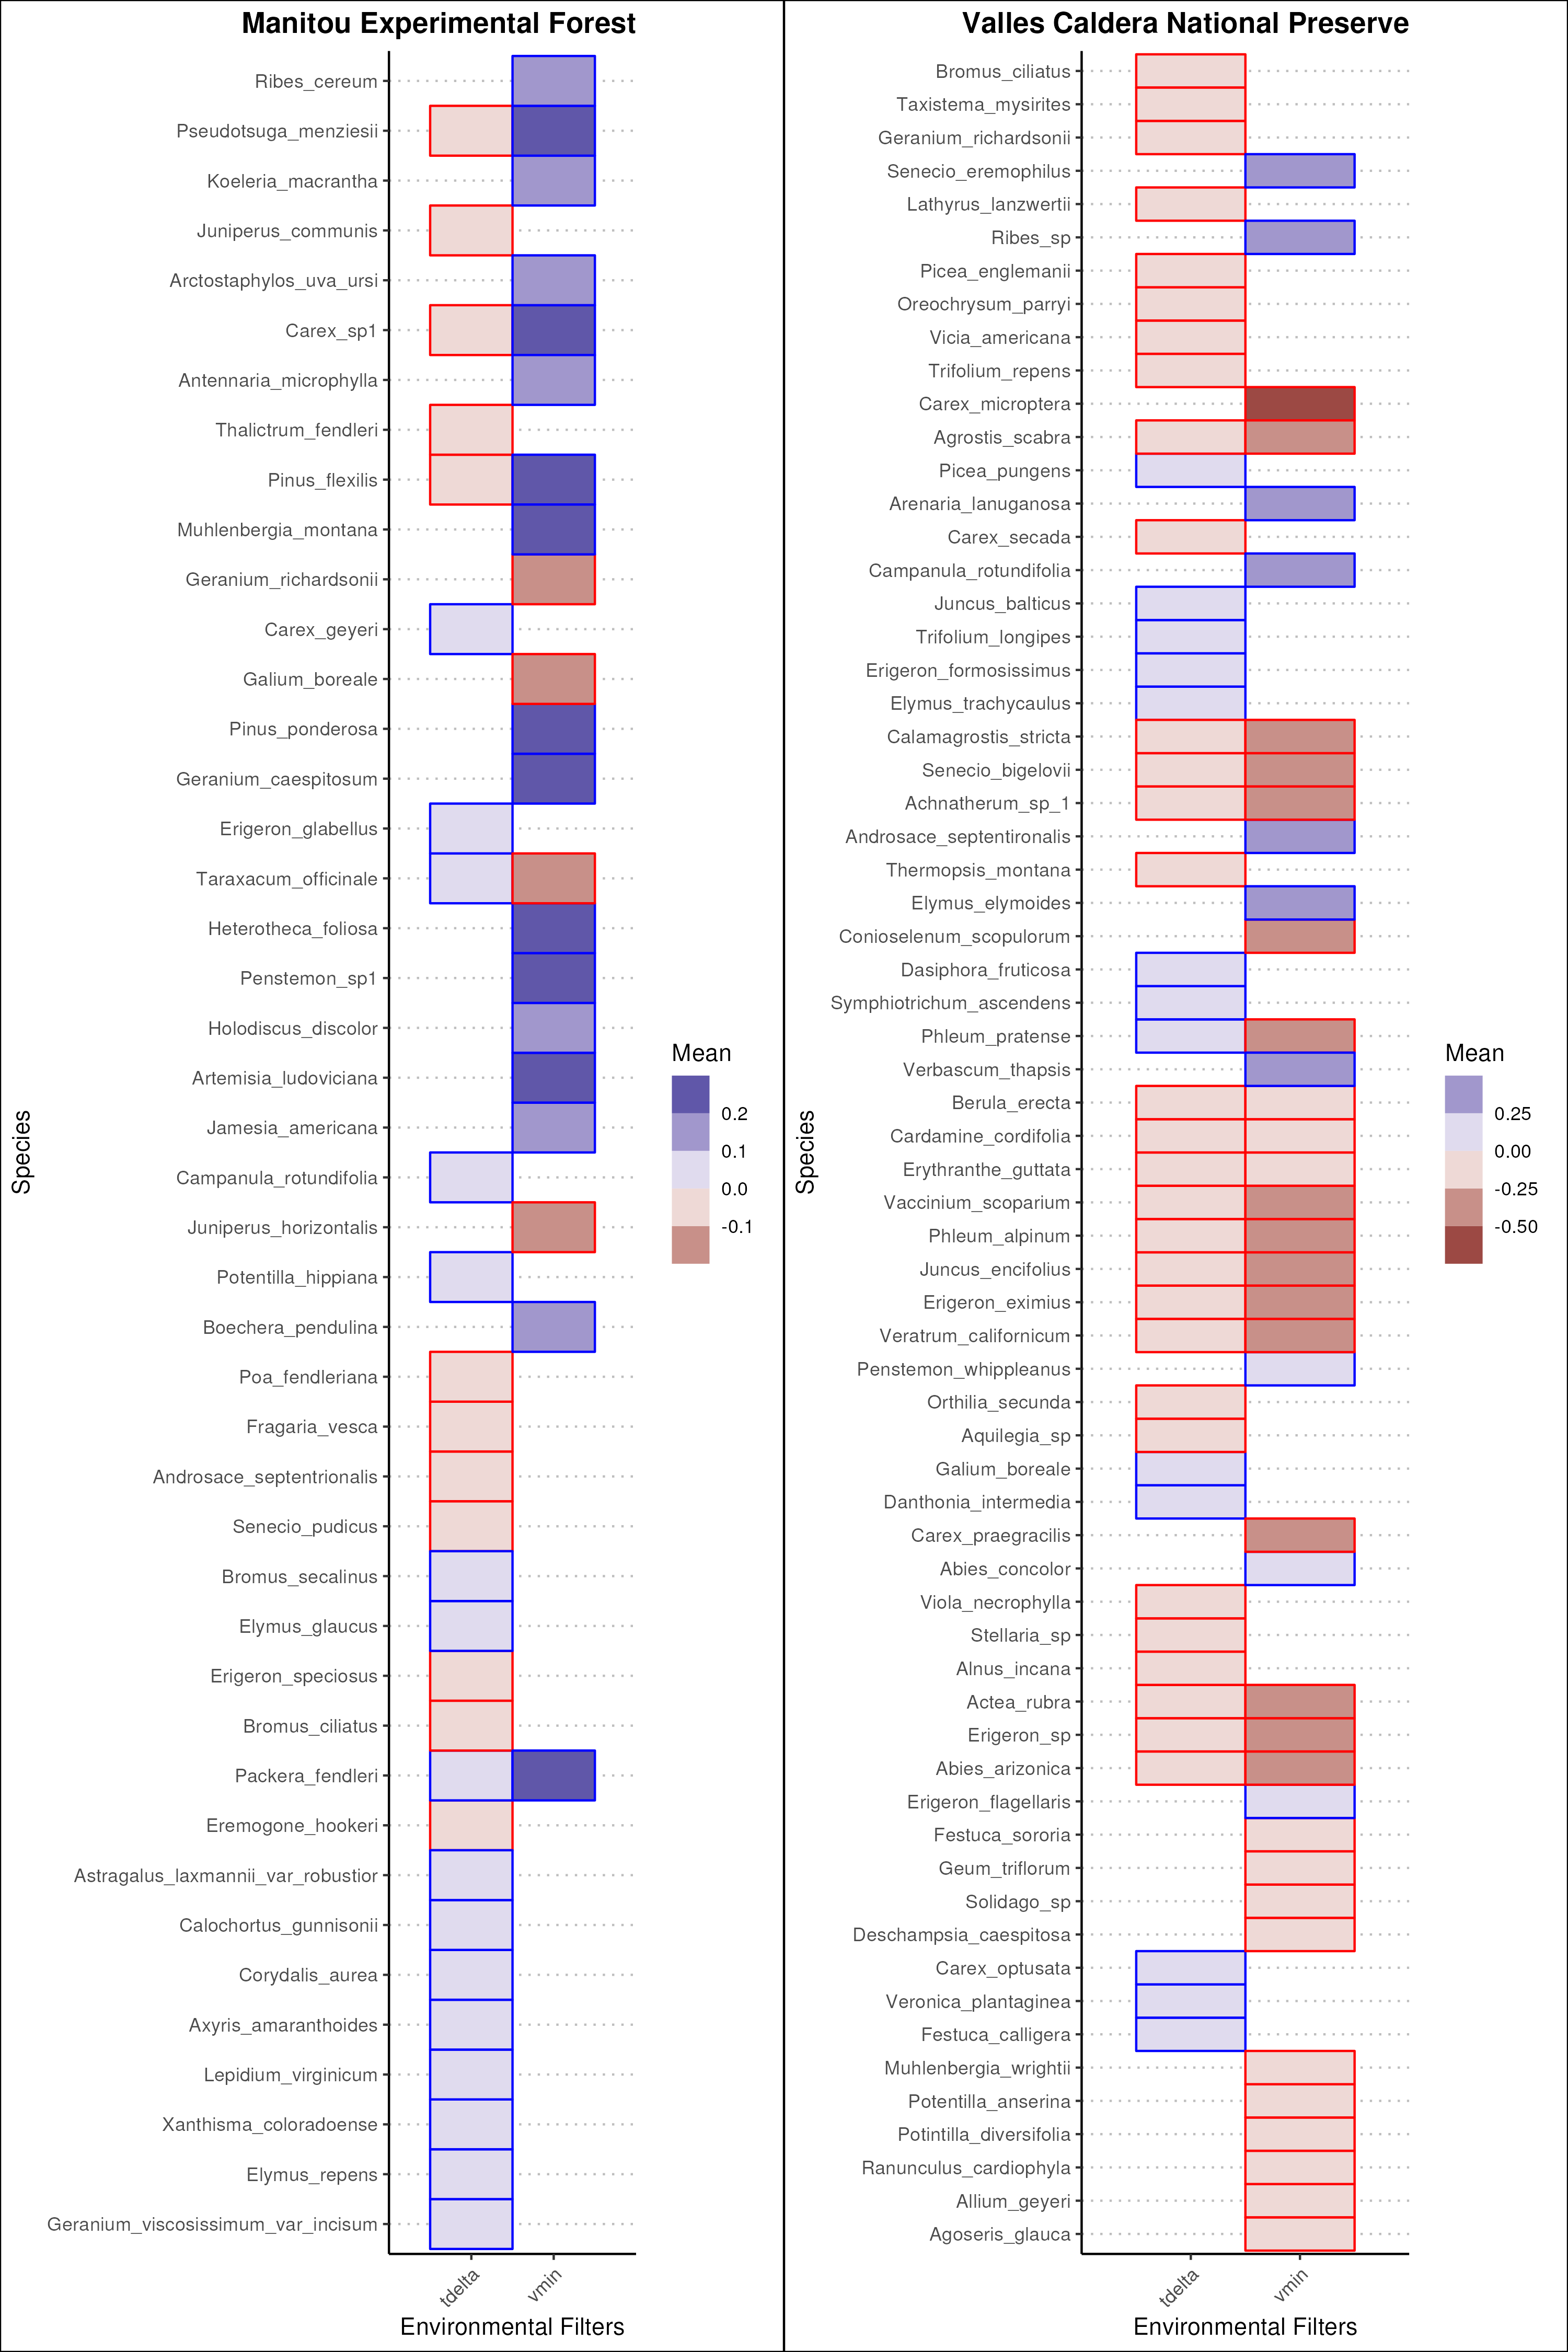 Manitou Experimental Forest
Species
Ribes_cereum
Pseudotsuga_menziesii
Koeleria_macrantha
Juniperus_communis
Arctostaphylos_uva_ursi
Carex_sp1
Antennaria_microphylla
Thalictrum_fendleri
Pinus_flexilis
Muhlenbergia_montana
Geranium_richardsonii
Carex_geyeri
Galium_boreale
Pinus_ponderosa
Geranium_caespitosum
Erigeron_glabellus
Taraxacum_officinale
Heterotheca_foliosa
Penstemon_sp1
Holodiscus_discolor
Artemisia_ludoviciana
Jamesia_americana
Campanula_rotundifolia
Juniperus_horizontalis
Potentilla_hippiana
Boechera_pendulina
Poa_fendleriana
Fragaria_vesca
Androsace_septentrionalis
Senecio_pudicus
Bromus_secalinus
Elymus_glaucus
Erigeron_speciosus
Bromus_ciliatus
Packera_fendleri
Eremogone_hookeri
Astragalus_laxmannii_var_robustior
Calochortus_gunnisonii
Corydalis_aurea
Axyris_amaranthoides
Lepidium_virginicum
Xanthisma_coloradoense
Elymus_repens
Geranium_viscosissimum_var_incisum
tdelta
vmin
Environmental Filters
Mean
0.2
0.1
0.0
-0.1
Valles Caldera National Preserve
Species
Bromus_ciliatus
Taxistema_mysirites
Geranium_richardsonii
Senecio_eremophilus
Lathyrus_lanzwertii
Ribes_sp
Picea_englemanii
Oreochrysum_parryi
Vicia_americana
Trifolium_repens
Carex_microptera
Agrostis_scabra
Picea_pungens
Arenaria_lanuganosa
Carex_secada
Campanula_rotundifolia
Juncus_balticus
Trifolium_longipes
Erigeron_formosissimus
Elymus_trachycaulus
Calamagrostis_stricta
Senecio_bigelovii
Achnatherum_sp_1
Androsace_septentironalis
Thermopsis_montana
Elymus_elymoides
Conioselenum_scopulorum
Dasiphora_fruticosa
Symphiotrichum_ascendens
Phleum_pratense
Verbascum_thapsis
Berula_erecta
Cardamine_cordifolia
Erythranthe_guttata
Vaccinium_scoparium
Phleum_alpinum
Juncus_encifolius
Erigeron_eximius
Veratrum_californicum
Penstemon_whippleanus
Orthilia_secunda
Aquilegia_sp
Galium_boreale
Danthonia_intermedia
Carex_praegracilis
Abies_concolor
Viola_necrophylla
Stellaria_sp
Alnus_incana
Actea_rubra
Erigeron_sp
Abies_arizonica
Erigeron_flagellaris
Festuca_sororia
Geum_triflorum
Solidago_sp
Deschampsia_caespitosa
Carex_optusata
Veronica_plantaginea
Festuca_calligera
Muhlenbergia_wrightii
Potentilla_anserina
Potintilla_diversifolia
Ranunculus_cardiophyla
Allium_geyeri
Agoseris_glauca
tdelta
vmin
Environmental Filters
Mean
0.25
0.00
-0.25
-0.50